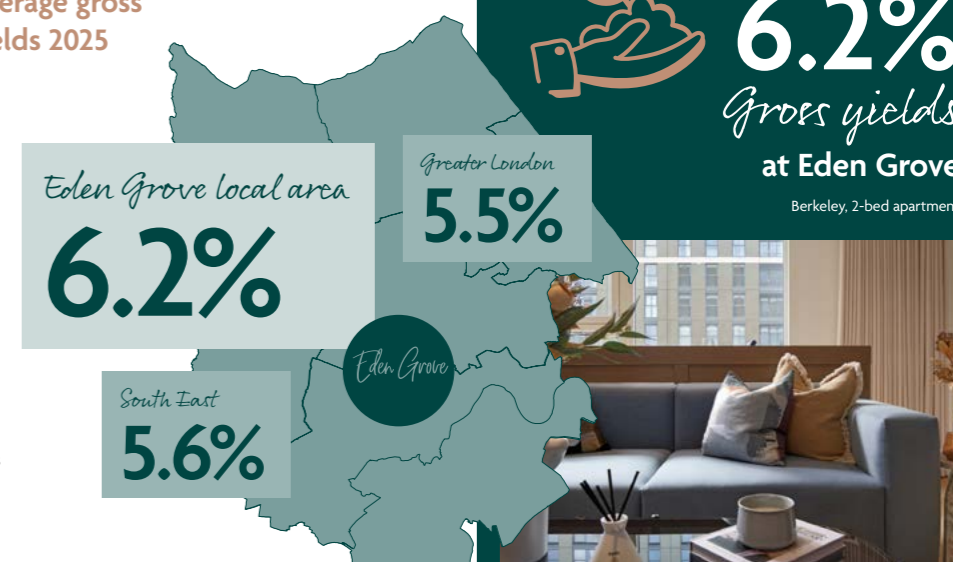 erage gross
elds 2025
6.2%
Gross yields
at Eden Grove
Berkeley, 2-bed apartmen
Greater London
5.5%
Eden Grove local area
6.2%
Eden Grove
South East
5.6%